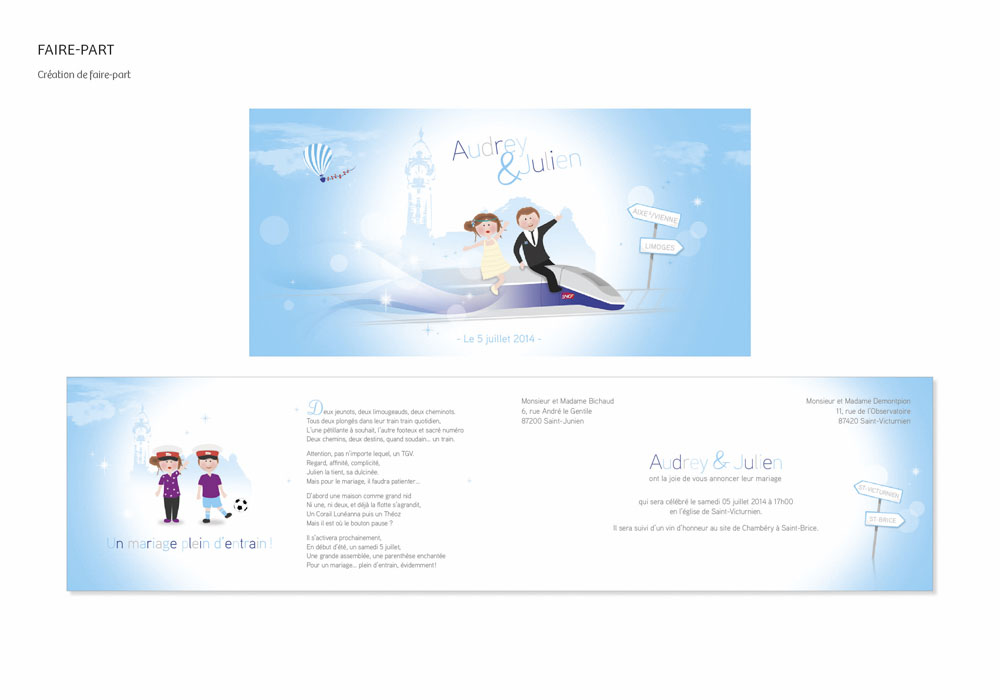 FAIRE-PART
Création de faire-part
Audrey
& Julien
AIXE S/VIENNE
LIMOGES
SNCF
- Le 5 juillet 2014 -
Un mariage plein d'entrain !
Deux jeunots, deux limougeauds, deux cheminots.
Tous deux plongés dans leur train train quotidien,
L'une pétillante à souhait, l'autre footeux et sacré numéro
Deux chemins, deux destins, quand soudain... un train.
Attention, pas n'importe lequel, un TGV.
Regard, affinité, complicité,
Julien la tient, sa dulcinée.
Mais pour le mariage, il faudra patienter...
D'abord une maison comme grand nid
Ni une, ni deux, et déjà la flotte s'agrandit,
Un Corail Lunéanna puis un Théoz
Mais il est où le bouton pause ?
Il s'activera prochainement,
En début d'été, un samedi 5 juillet,
Une grande assemblée, une parenthèse enchantée
Pour un mariage... plein d'entrain, évidemment!
Monsieur et Madame Bichaud
6, rue André le Gentile
87200 Saint-Junien
Monsieur et Madame Demontpion
11, rue de l'Observatoire
87420 Saint-Victurnien
Audrey & Julien
ont la joie de vous annoncer leur mariage
qui sera célébré le samedi 05 juillet 2014 à 17h00
en l'église de Saint-Victurnien.
Il sera suivi d'un vin d'honneur au site de Chambéry à Saint-Brice.
ST-VICTURNIEN
ST-BRICE